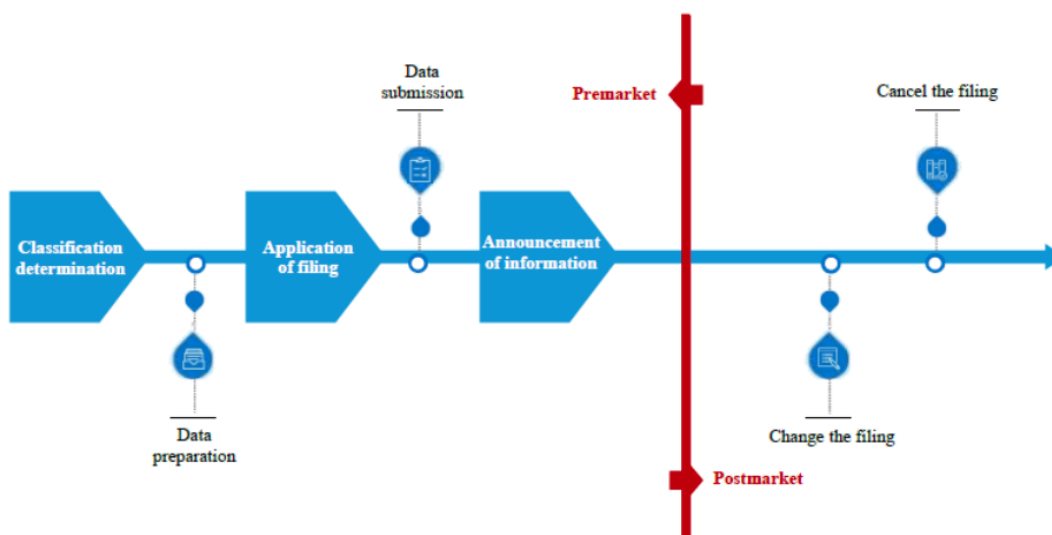 Data
submission
Premarket
Cancel the filing
Classification
determination
Application
of filing
Announcement
of information
Data
preparation
Change the filing
Postmarket